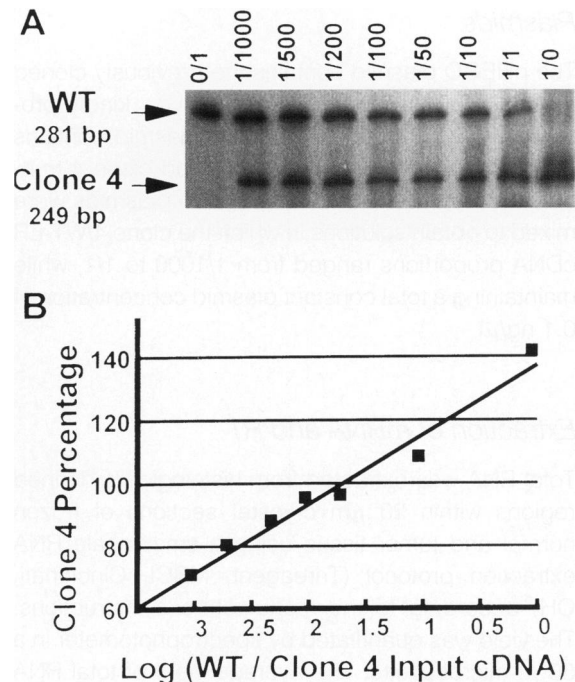 A
0/1
1/1000
1/500
1/200
1/100
1/50
1/10
1/1
1/0
WT
281 bp
Clone 4
249 bp
B
Clone 4 Percentage
140
120
100
80
60
3 2.5 2 1.5 1 0.5 0
Log (WT / Clone 4 Input cDNA)